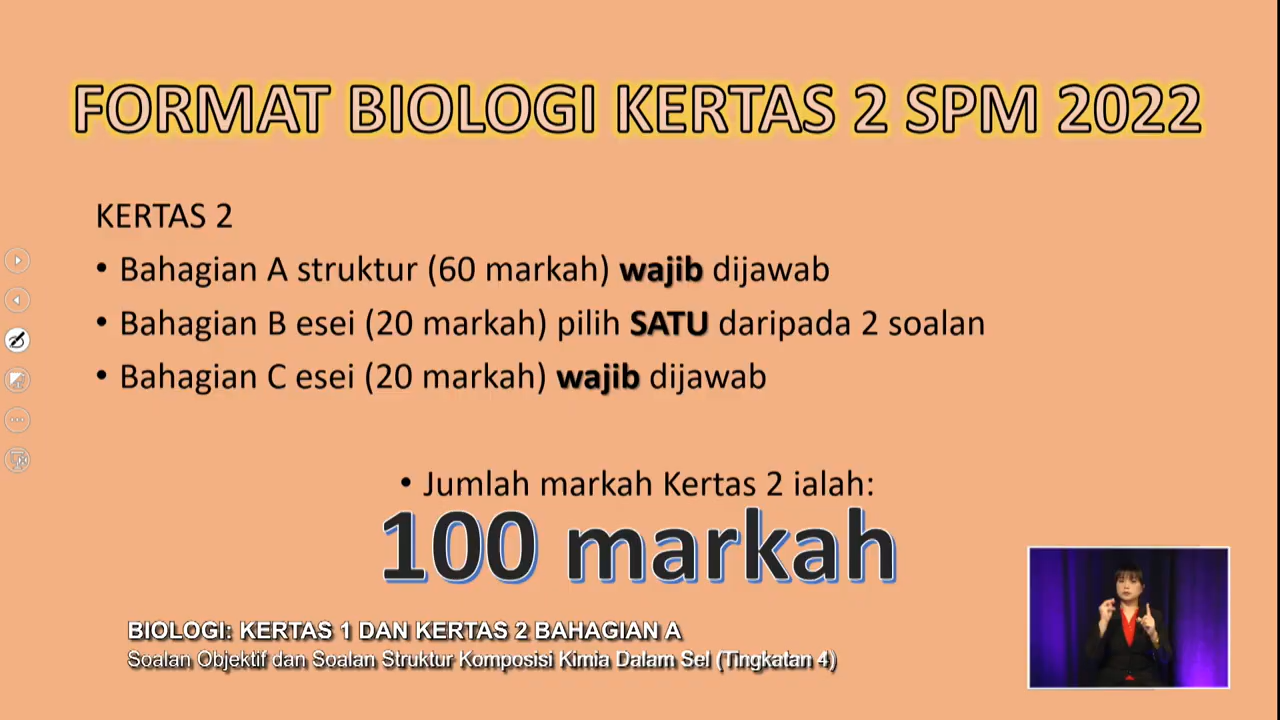 FORMAT BIOLOGI KERTAS 2 SPM 2022
KERTAS 2
• Bahagian A struktur (60 markah) wajib dijawab
• Bahagian B esei (20 markah) pilih SATU daripada 2 soalan
• Bahagian C esei (20 markah) wajib dijawab
• Jumlah markah Kertas 2 ialah:
100 markah
BIOLOGI: KERTAS 1 DAN KERTAS 2 BAHAGIAN A
Soalan Objektif dan Soalan Struktur Komposisi Kimia Dalam Sel (Tingkatan 4)